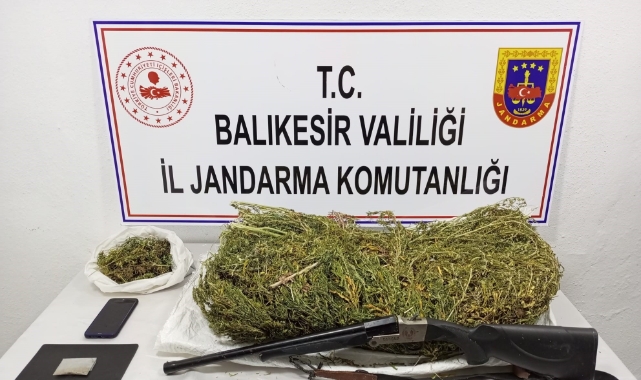 T.C.
BALIKESİR VALİLİĞİ
İL JANDARMA KOMUTANLIĞI
JANDARMA